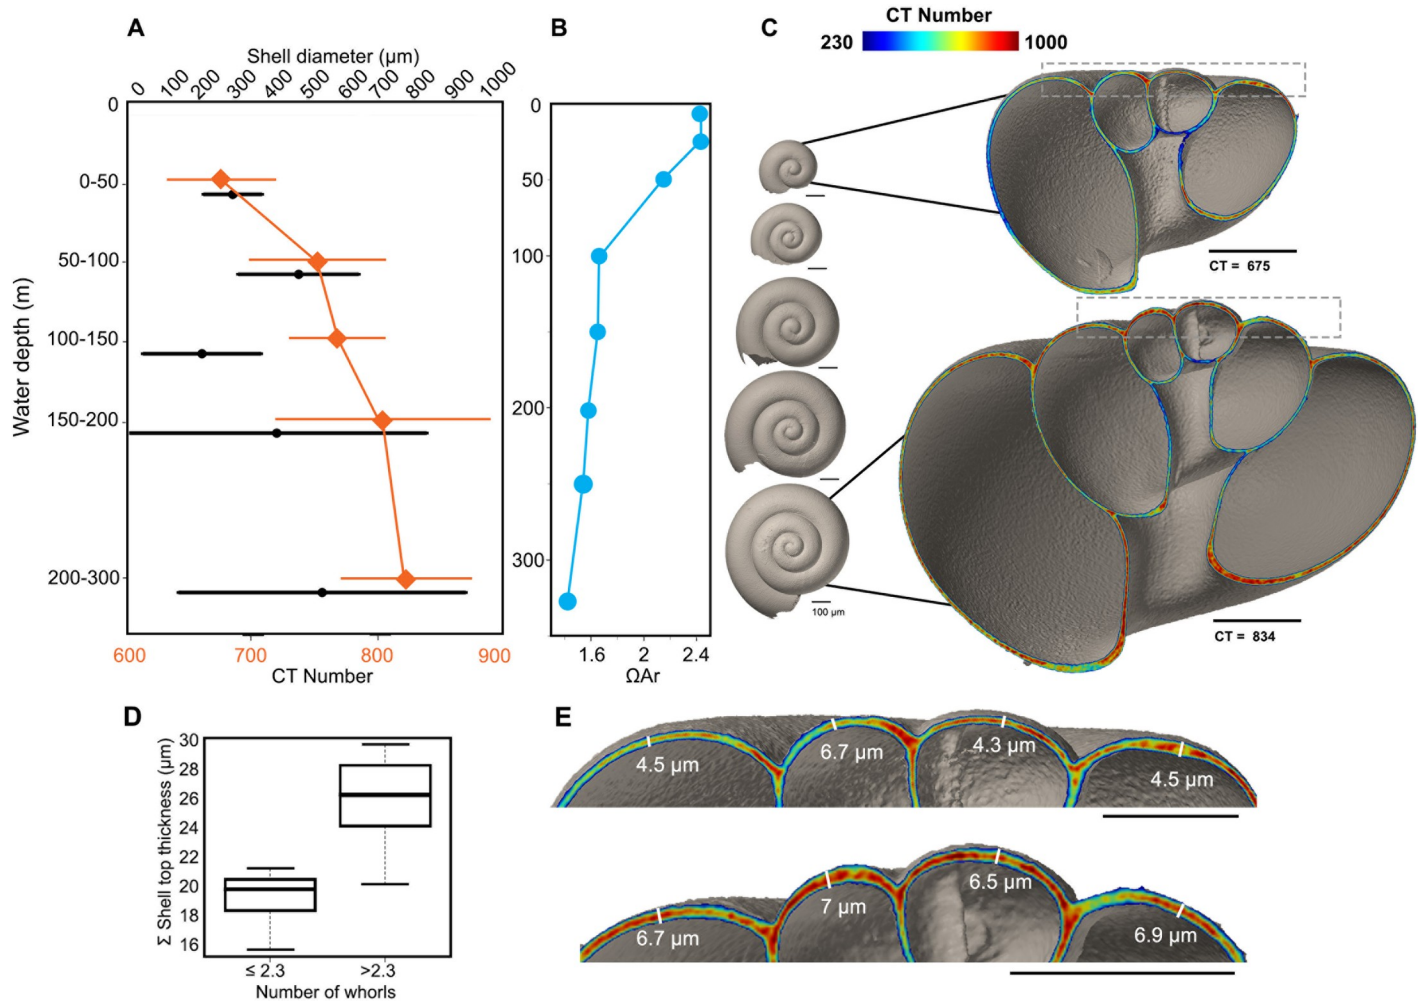 A
Shell diameter (µm)
0 100 200 300 400 500 600 700 800 900 1000
0
0-50
50-100
100-150
150-200
200-300
Water depth (m)
600 700 800 900
CT Number
B
0
50
100
200
300
1.6 2 2.4
ΩAr
C
CT Number
230 1000
CT = 675
100 µm
CT = 834
D
Σ Shell top thickness (µm)
30
28
26
24
22
20
18
16
≤ 2.3 >2.3
Number of whorls
E
4.5 µm
6.7 µm
4.3 µm
4.5 µm
6.7 µm
7 µm
6.5 µm
6.9 µm